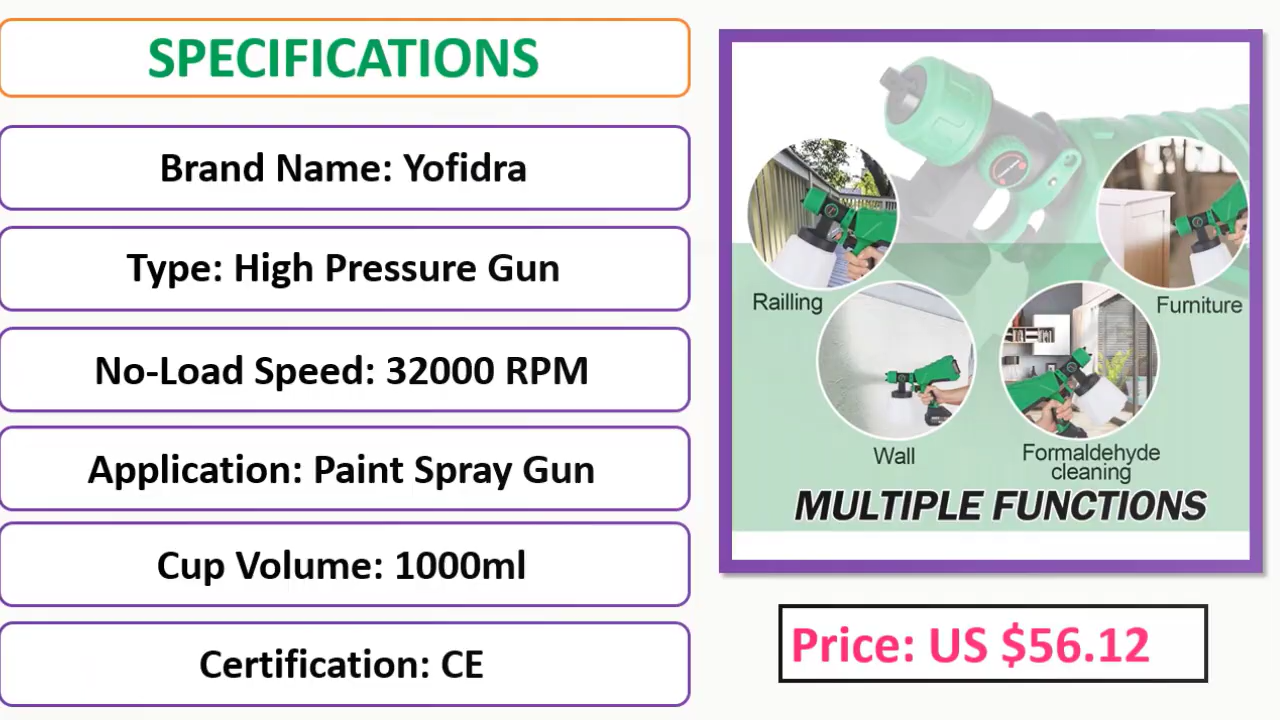 SPECIFICATIONS
Brand Name: Yofidra
Type: High Pressure Gun
No-Load Speed: 32000 RPM
Application: Paint Spray Gun
Cup Volume: 1000ml
Certification: CE
Railling
Furniture
Wall
Formaldehyde
cleaning
MULTIPLE FUNCTIONS
Price: US $56.12